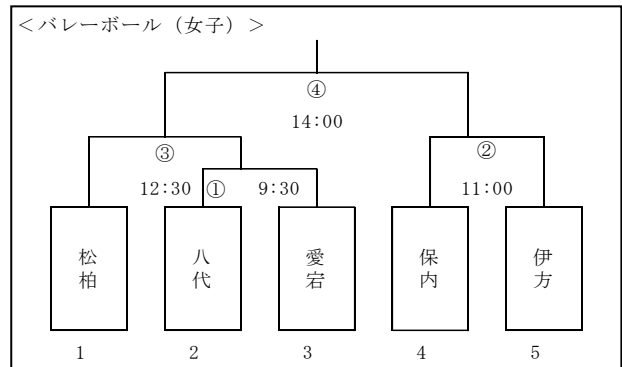 <バレーボール（女子）>
④
14:00
③
②
12:30 ① 9:30
11:00
松柏
八代
愛宕
保内
伊方
1 2 3 4 5